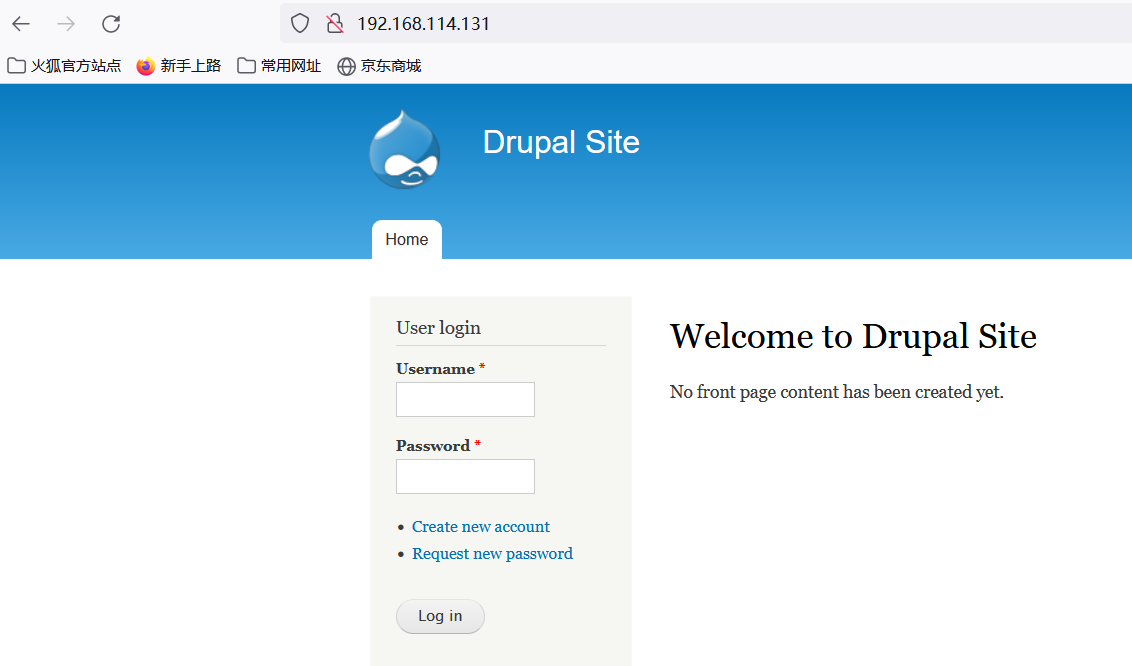 192.168.114.131
火狐官方站点 新手上路 常用网址 京东商城
Drupal Site
Home
User login
Username *
Password *
Create new account
Request new password
Log in
Welcome to Drupal Site
No front page content has been created yet.